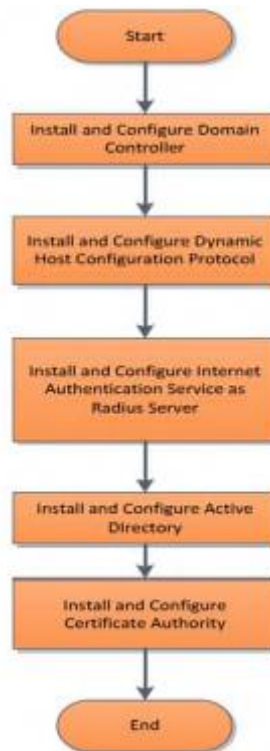 Start
Install and Configure Domain
Controller
Install and Configure Dynamic
Host Configuration Protocol
Install and Configure Internet
Authentication Service as
Radius Server
Install and Configure Active
Directory
Install and Configure
Certificate Authority
End